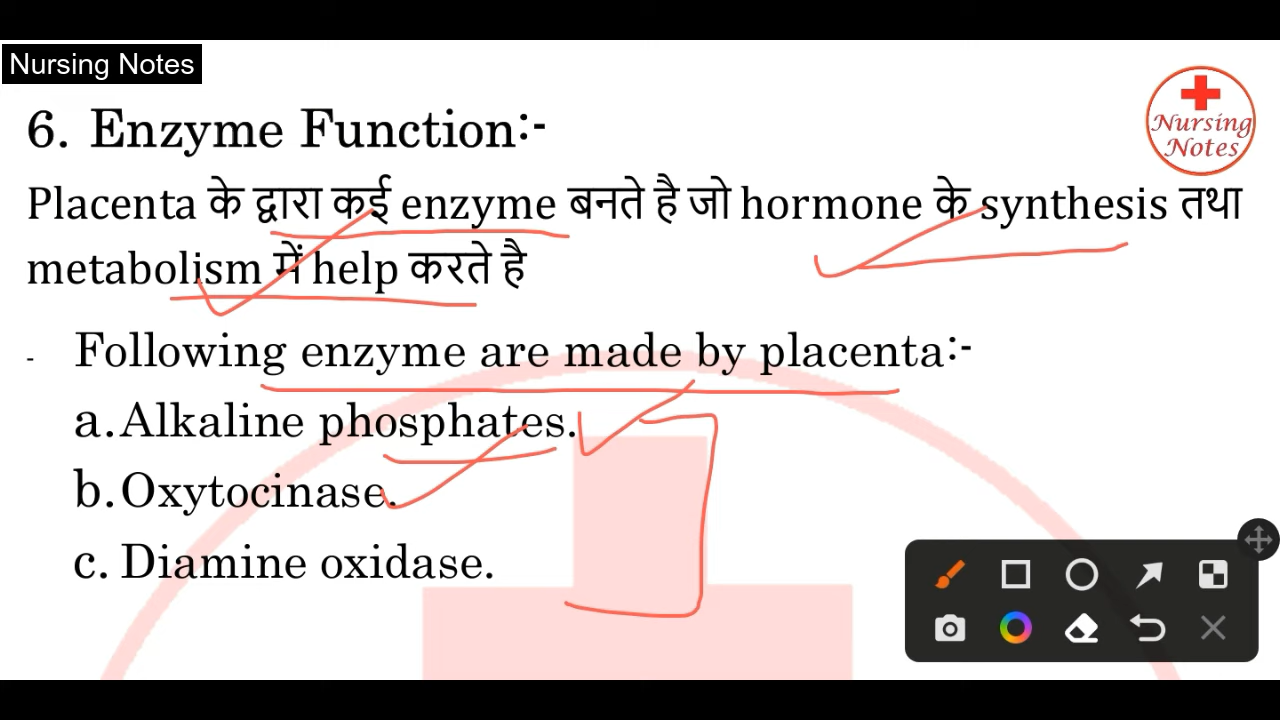 Nursing Notes
Nursing
Notes
6. Enzyme Function:-
Placenta के द्वारा कई enzyme बनते है जो hormone के synthesis तथा
metabolism में help करते है
- Following enzyme are made by placenta:-
a. Alkaline phosphates.
b. Oxytocinase.
c. Diamine oxidase.